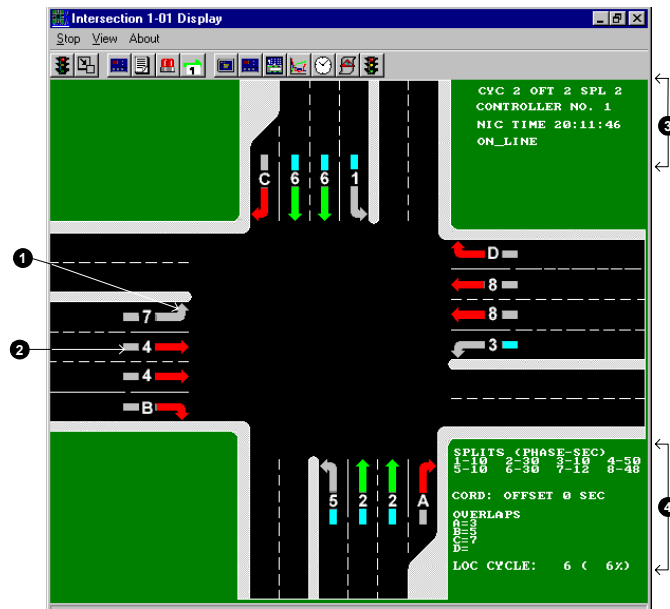 Intersection 1-01 Display
Stop View About
1
CYC 2 OFT 2 SPL 2
CONTROLLER NO. 1
NIC TIME 20:11:46
ON_LINE
3
C 6 6 1
D
8
8
3
1
7
2
4
4
B
5 2 2 A
SPLITS (PHASE-SEC)
1-10 2-30 3-10 4-50
5-10 6-30 7-12 8-48
CORD: OFFSET 0 SEC
OVERLAPS
A=3
B=5
C=7
D=
LOC CYCLE: 6 ( 6%)
4